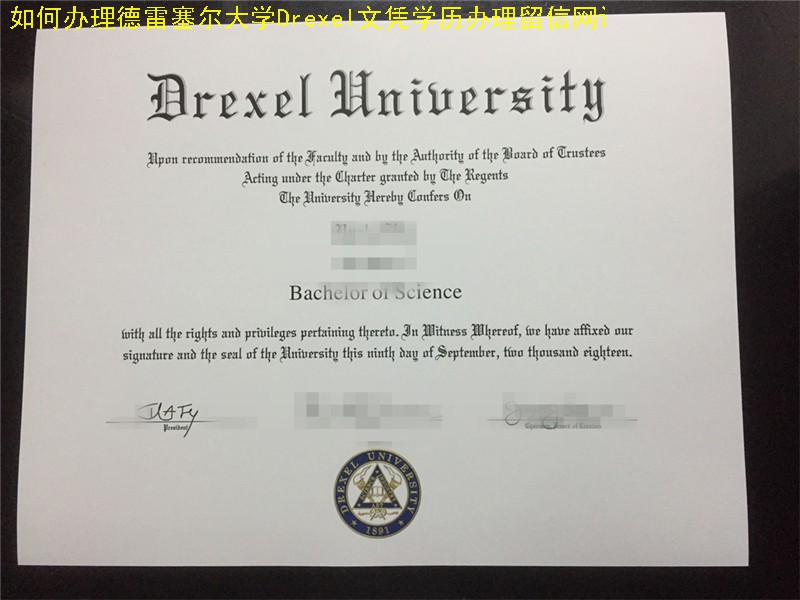 如何办理德雷塞尔大学Drexel文凭学历办理留信网
Drexel University
Upon recommendation of the Faculty and by the Authority of the Board of Trustees
Acting under the Charter granted by The Regents
The University Hereby Confers On
Bachelor of Science
with all the rights and privileges pertaining thereto. In Witness Whereof, we have affixed our
signature and the seal of the University this ninth day of September, two thousand eighteen.
President
DREXEL UNIVERSITY
ART
1891